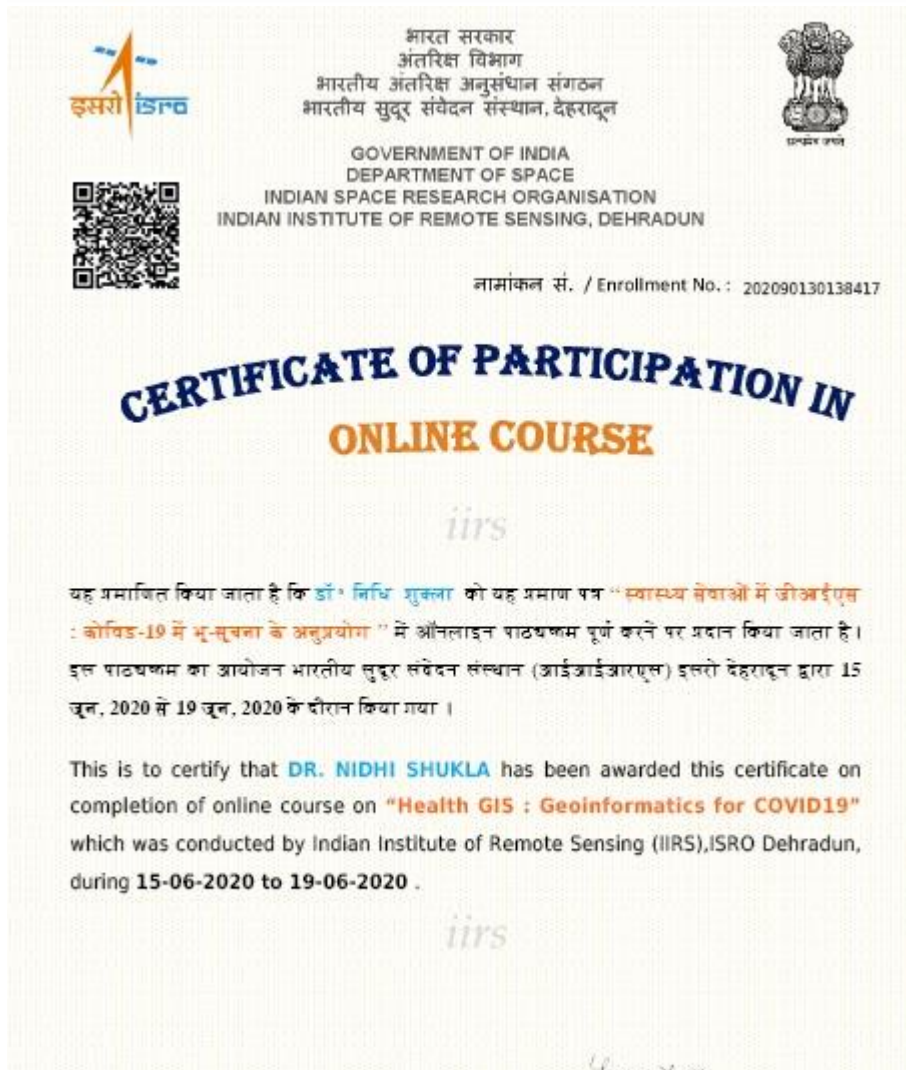 भारत सरकार
अंतरिक्ष विभाग
भारतीय अंतरिक्ष अनुसंधान संगठन
भारतीय सुदूर संवेदन संस्थान, देहरादून
इसरो isro
सत्यमेव जयते
GOVERNMENT OF INDIA
DEPARTMENT OF SPACE
INDIAN SPACE RESEARCH ORGANISATION
INDIAN INSTITUTE OF REMOTE SENSING, DEHRADUN
नामांकन सं. / Enrollment No. : 202090130138417
CERTIFICATE OF PARTICIPATION IN
ONLINE COURSE
iirs
यह प्रमाणित किया जाता है कि डॉ॰ निधि शुक्ला को यह प्रमाण पत्र "स्वास्थ्य सेवाओं में जीआईएस
: कोविड-19 में भू-सूचना के अनुप्रयोग " में ऑनलाइन पाठ्यक्रम पूर्ण करने पर प्रदान किया जाता है।
इस पाठ्यक्रम का आयोजन भारतीय सुदूर संवेदन संस्थान (आईआईआरएस) इसरो देहरादून द्वारा 15
जून, 2020 से 19 जून, 2020 के दौरान किया गया ।
This is to certify that DR. NIDHI SHUKLA has been awarded this certificate on
completion of online course on "Health GIS : Geoinformatics for COVID19"
which was conducted by Indian Institute of Remote Sensing (IIRS),ISRO Dehradun,
during 15-06-2020 to 19-06-2020 .
iirs